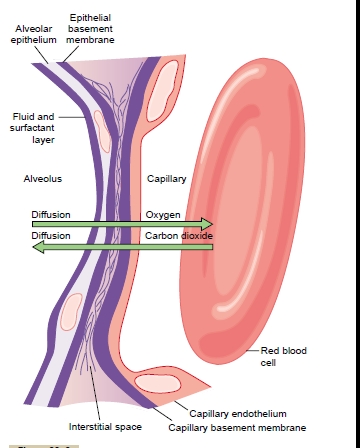 Epithelial
basement
membrane
Alveolar
epithelium
Fluid and
surfactant
layer
Alveolus
Capillary
Diffusion
Oxygen
Diffusion
Carbon dioxide
Red blood
cell
Interstitial space
Capillary endothelium
Capillary basement membrane